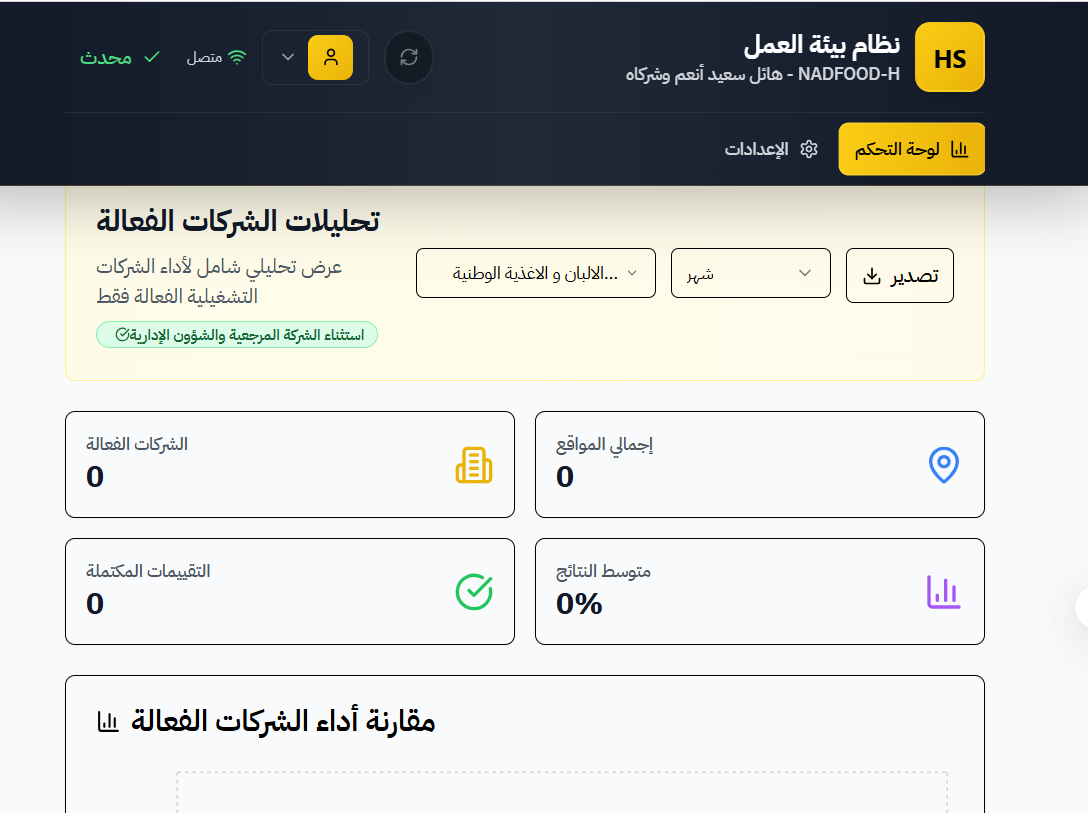 HS
نظام بيئة العمل
NADFOOD-H - هائل سعيد أنعم وشركاه
متصل
محدث
لوحة التحكم
الإعدادات
تحليلات الشركات الفعالة
عرض تحليلي شامل لأداء الشركات
التشغيلية الفعالة فقط
استثناء الشركة المرجعية والشؤون الإدارية
تصدير
شهر
الالبان و الاغذية الوطنية...
إجمالي المواقع
0
الشركات الفعالة
0
متوسط النتائج
0%
التقييمات المكتملة
0
مقارنة أداء الشركات الفعالة